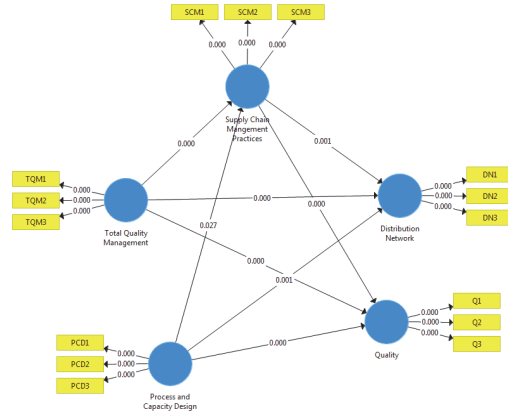 SCM1 SCM2 SCM3
0.000 0.000 0.000
Supply Chain
Mengement
Practices
0.000
0.001
TQM1
TQM2
TQM3
0.000
0.000
0.000
Total Quality
Management
0.000
0.000
0.027
DN1
DN2
DN3
0.000
0.000
0.000
Distribution
Network
0.000
0.001
Q1
Q2
Q3
0.000
0.000
0.000
Quality
PCD1
PCD2
PCD3
0.000
0.000
0.000
0.000
Process and
Capacity Design